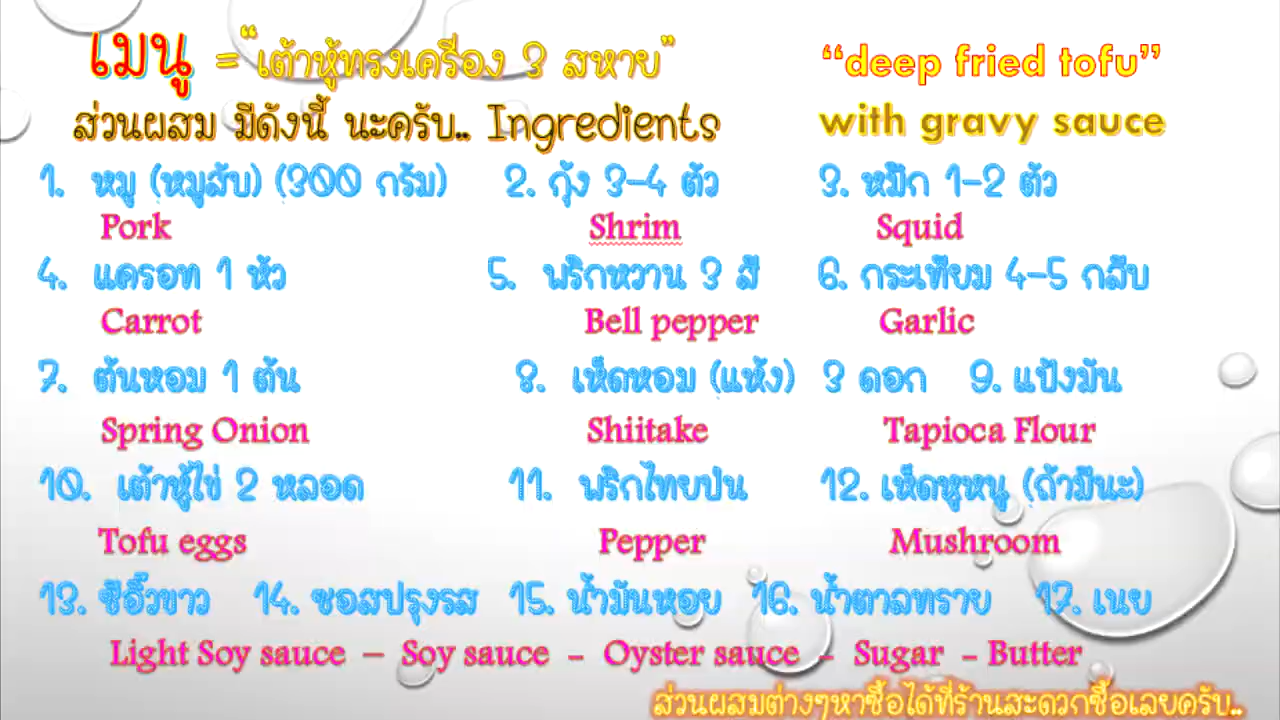 เมนู ="เต้าหู้ทรงเครื่อง 3 สหาย" "deep fried tofu"
ส่วนผสม มีดังนี้ นะครับ.. Ingredients with gravy sauce
1. หมู (หมูสับ) (300 กรัม) 2. กุ้ง 3-4 ตัว 3. หมึก 1-2 ตัว
Pork Shrim Squid
4. แครอท 1 หัว 5. พริกหวาน 3 สี 6. กระเทียม 4-5 กลีบ
Carrot Bell pepper Garlic
7. ต้นหอม 1 ต้น 8. เห็ดหอม (แห้ง) 3 ดอก 9. แป้งมัน
Spring Onion Shiitake Tapioca Flour
10. เต้าหู้ไข่ 2 หลอด 11. พริกไทยป่น 12. เห็ดหูหนู (ถ้ามีนะ)
Tofu eggs Pepper Mushroom
13. ซีอิ๊วขาว 14. ซอสปรุงรส 15. น้ำมันหอย 16. น้ำตาลทราย 17. เนย
Light Soy sauce – Soy sauce - Oyster sauce - Sugar - Butter
ส่วนผสมต่างๆหาซื้อได้ที่ร้านสะดวกซื้อเลยครับ..